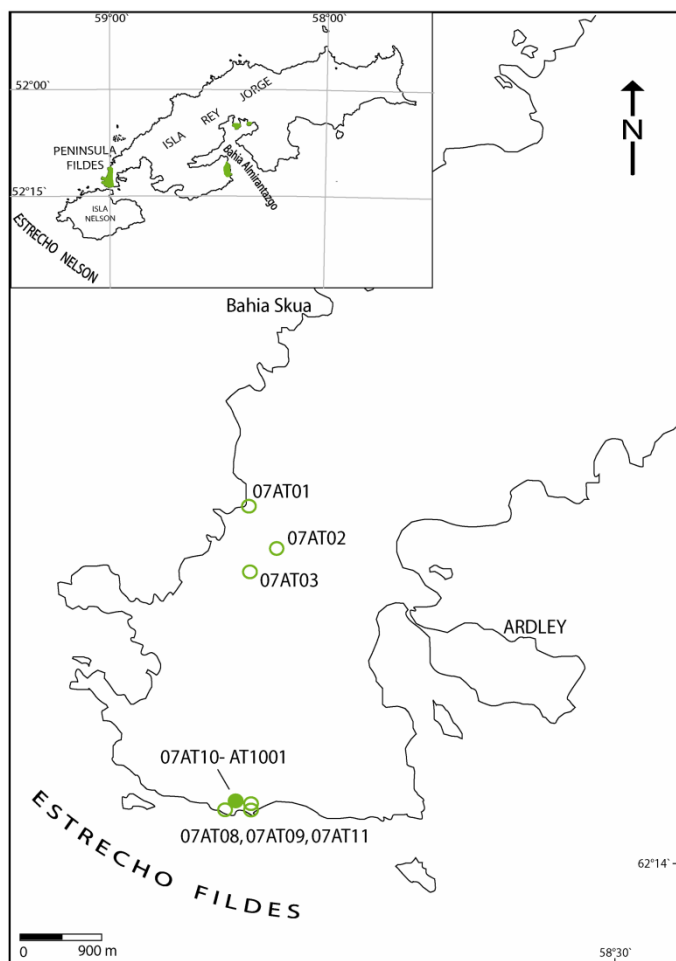 59°00'
58°00'
52°00'
ISLA REY JORGE
PENINSULA
FILDES
Bahia Almirantazgo
52°15'
ISLA
NELSON
ESTRECHO NELSON
N
Bahia Skua
07AT01
07AT02
07AT03
ARDLEY
07AT10- AT1001
07AT08, 07AT09, 07AT11
ESTRECHO FILDES
62°14`
0 900 m
58°30'